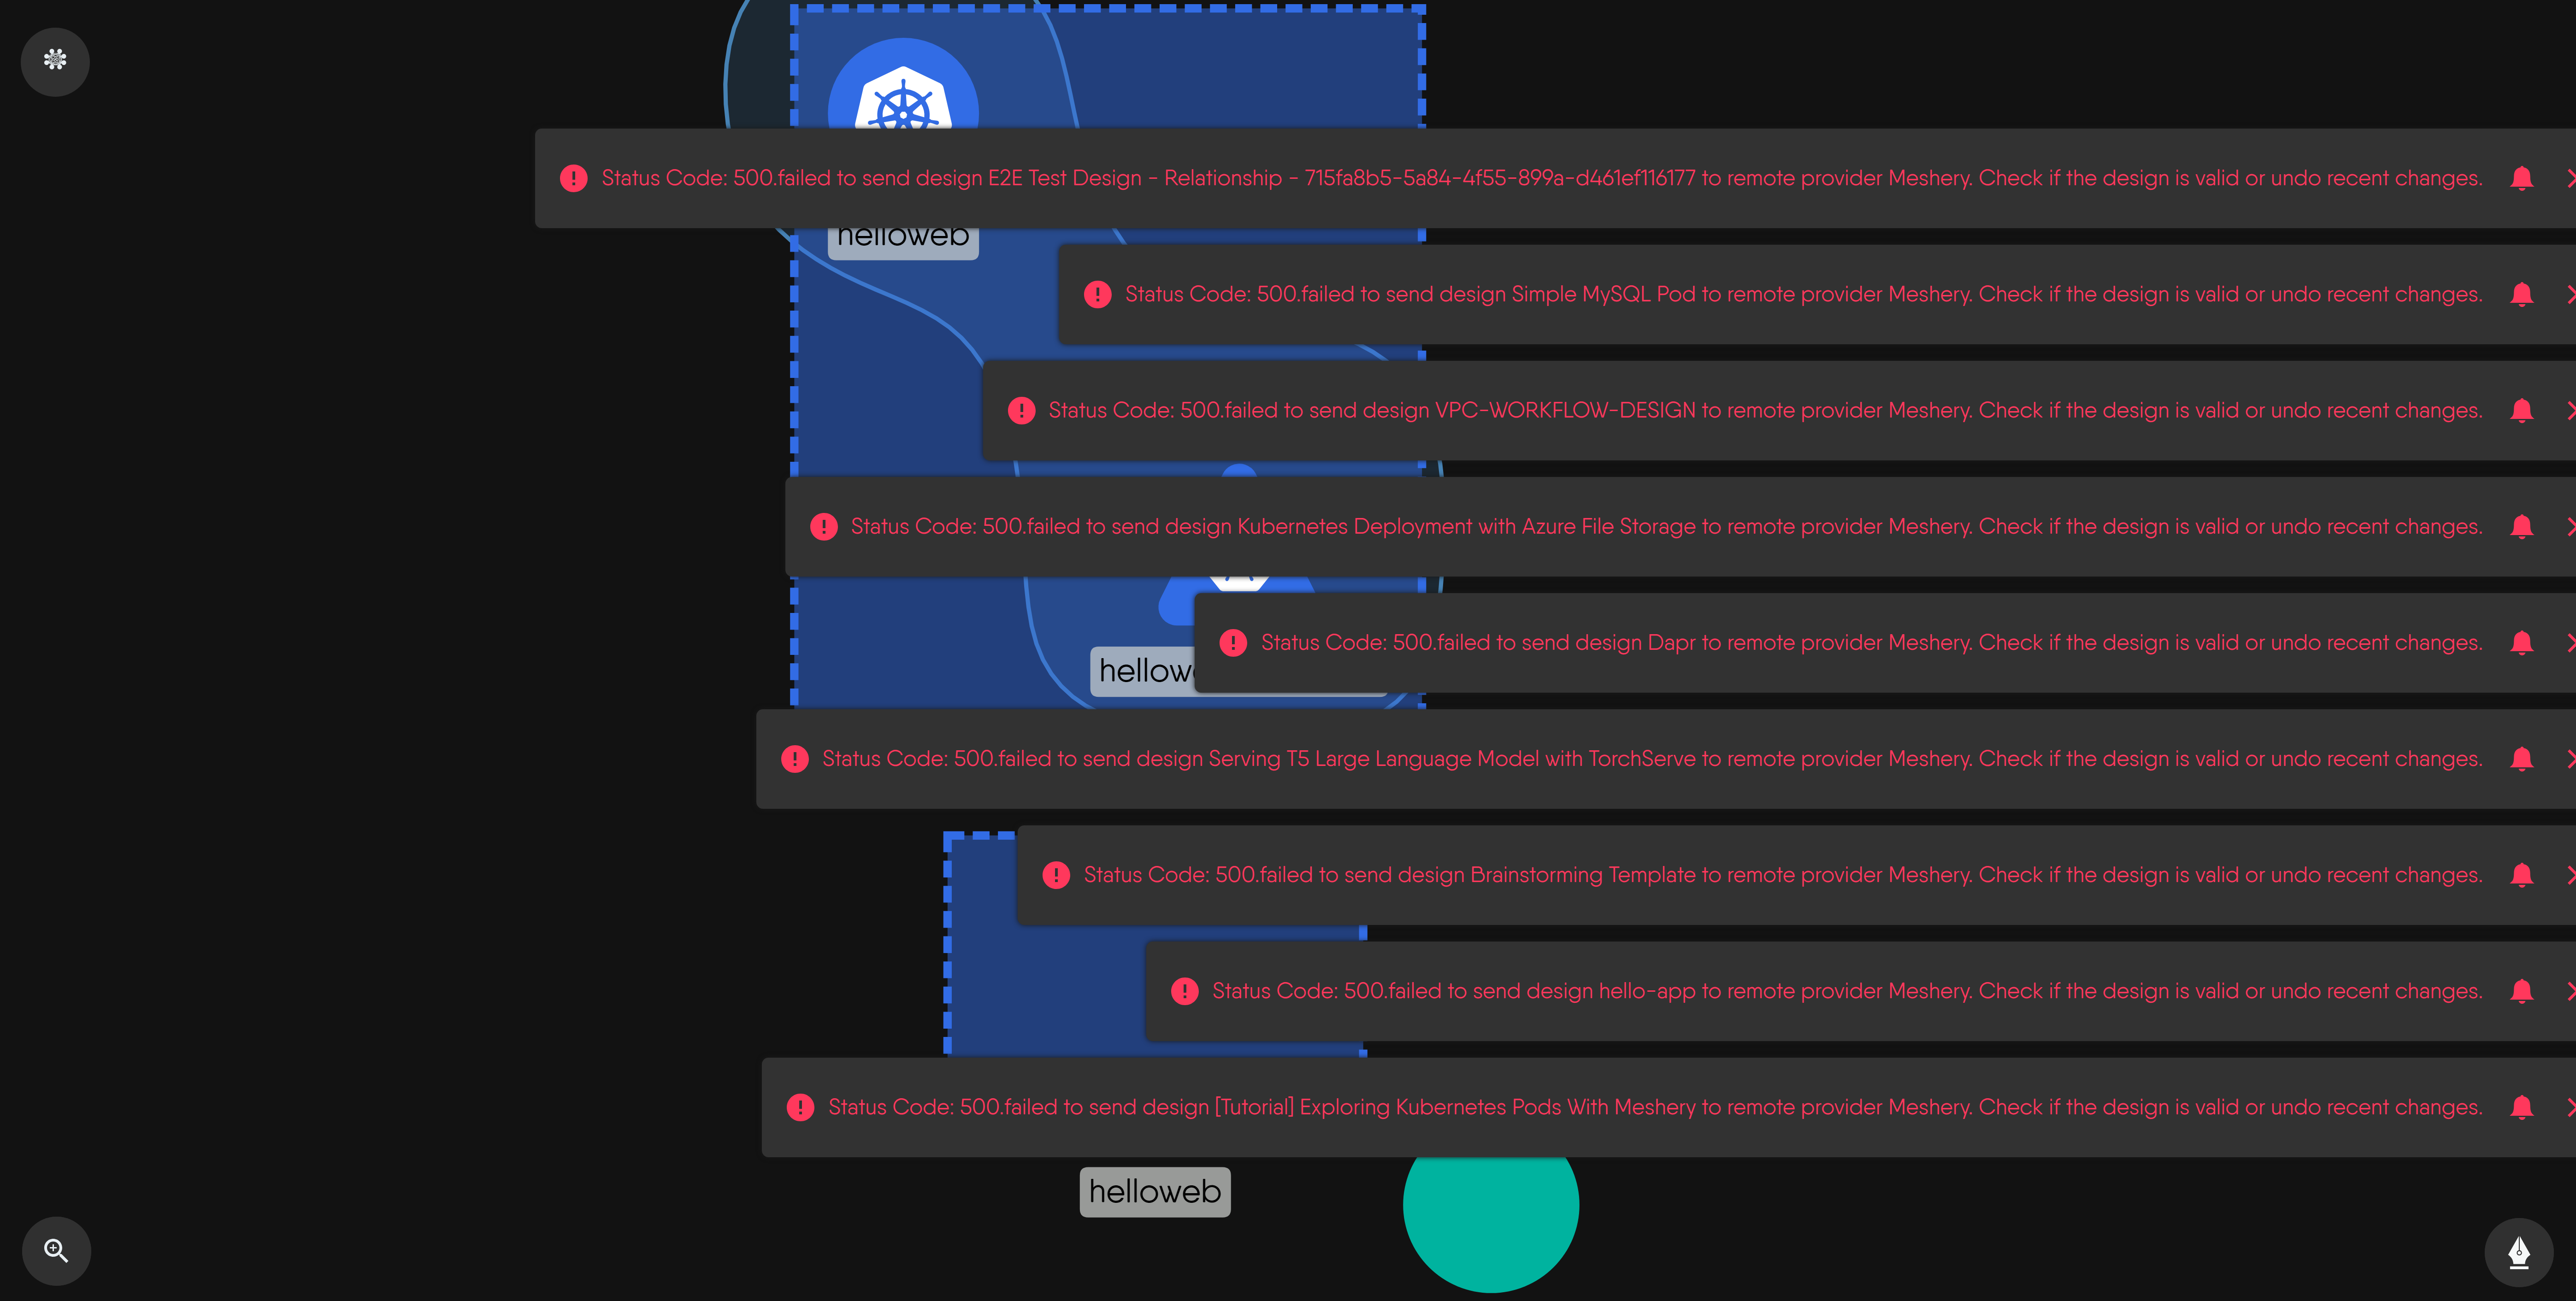 Status Code: 500.failed to send design E2E Test Design - Relationship - 715fa8b5-5a84-4f55-899a-d461ef116177 to remote provider Meshery. Check if the design is valid or undo recent changes.
helloweb
Status Code: 500.failed to send design Simple MySQL Pod to remote provider Meshery. Check if the design is valid or undo recent changes.
Status Code: 500.failed to send design VPC-WORKFLOW-DESIGN to remote provider Meshery. Check if the design is valid or undo recent changes.
Status Code: 500.failed to send design Kubernetes Deployment with Azure File Storage to remote provider Meshery. Check if the design is valid or undo recent changes.
Status Code: 500.failed to send design Dapr to remote provider Meshery. Check if the design is valid or undo recent changes.
Status Code: 500.failed to send design Serving T5 Large Language Model with TorchServe to remote provider Meshery. Check if the design is valid or undo recent changes.
Status Code: 500.failed to send design Brainstorming Template to remote provider Meshery. Check if the design is valid or undo recent changes.
Status Code: 500.failed to send design hello-app to remote provider Meshery. Check if the design is valid or undo recent changes.
Status Code: 500.failed to send design [Tutorial] Exploring Kubernetes Pods With Meshery to remote provider Meshery. Check if the design is valid or undo recent changes.
helloweb